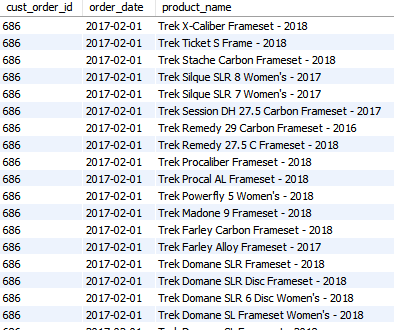 cust_order_id order_date product_name
686 2017-02-01 Trek X-Caliber Frameset - 2018
686 2017-02-01 Trek Ticket S Frame - 2018
686 2017-02-01 Trek Stache Carbon Frameset - 2018
686 2017-02-01 Trek Silque SLR 8 Women's - 2017
686 2017-02-01 Trek Silque SLR 7 Women's - 2017
686 2017-02-01 Trek Session DH 27.5 Carbon Frameset - 2017
686 2017-02-01 Trek Remedy 29 Carbon Frameset - 2016
686 2017-02-01 Trek Remedy 27.5 C Frameset - 2018
686 2017-02-01 Trek Procaliber Frameset - 2018
686 2017-02-01 Trek Procal AL Frameset - 2018
686 2017-02-01 Trek Powerfly 5 Women's - 2018
686 2017-02-01 Trek Madone 9 Frameset - 2018
686 2017-02-01 Trek Farley Carbon Frameset - 2018
686 2017-02-01 Trek Farley Alloy Frameset - 2017
686 2017-02-01 Trek Domane SLR Frameset - 2018
686 2017-02-01 Trek Domane SLR Disc Frameset - 2018
686 2017-02-01 Trek Domane SLR 6 Disc Women's - 2018
686 2017-02-01 Trek Domane SL Frameset Women's - 2018
686 2017-02-01 Trek Domane SL Frameset - 2018